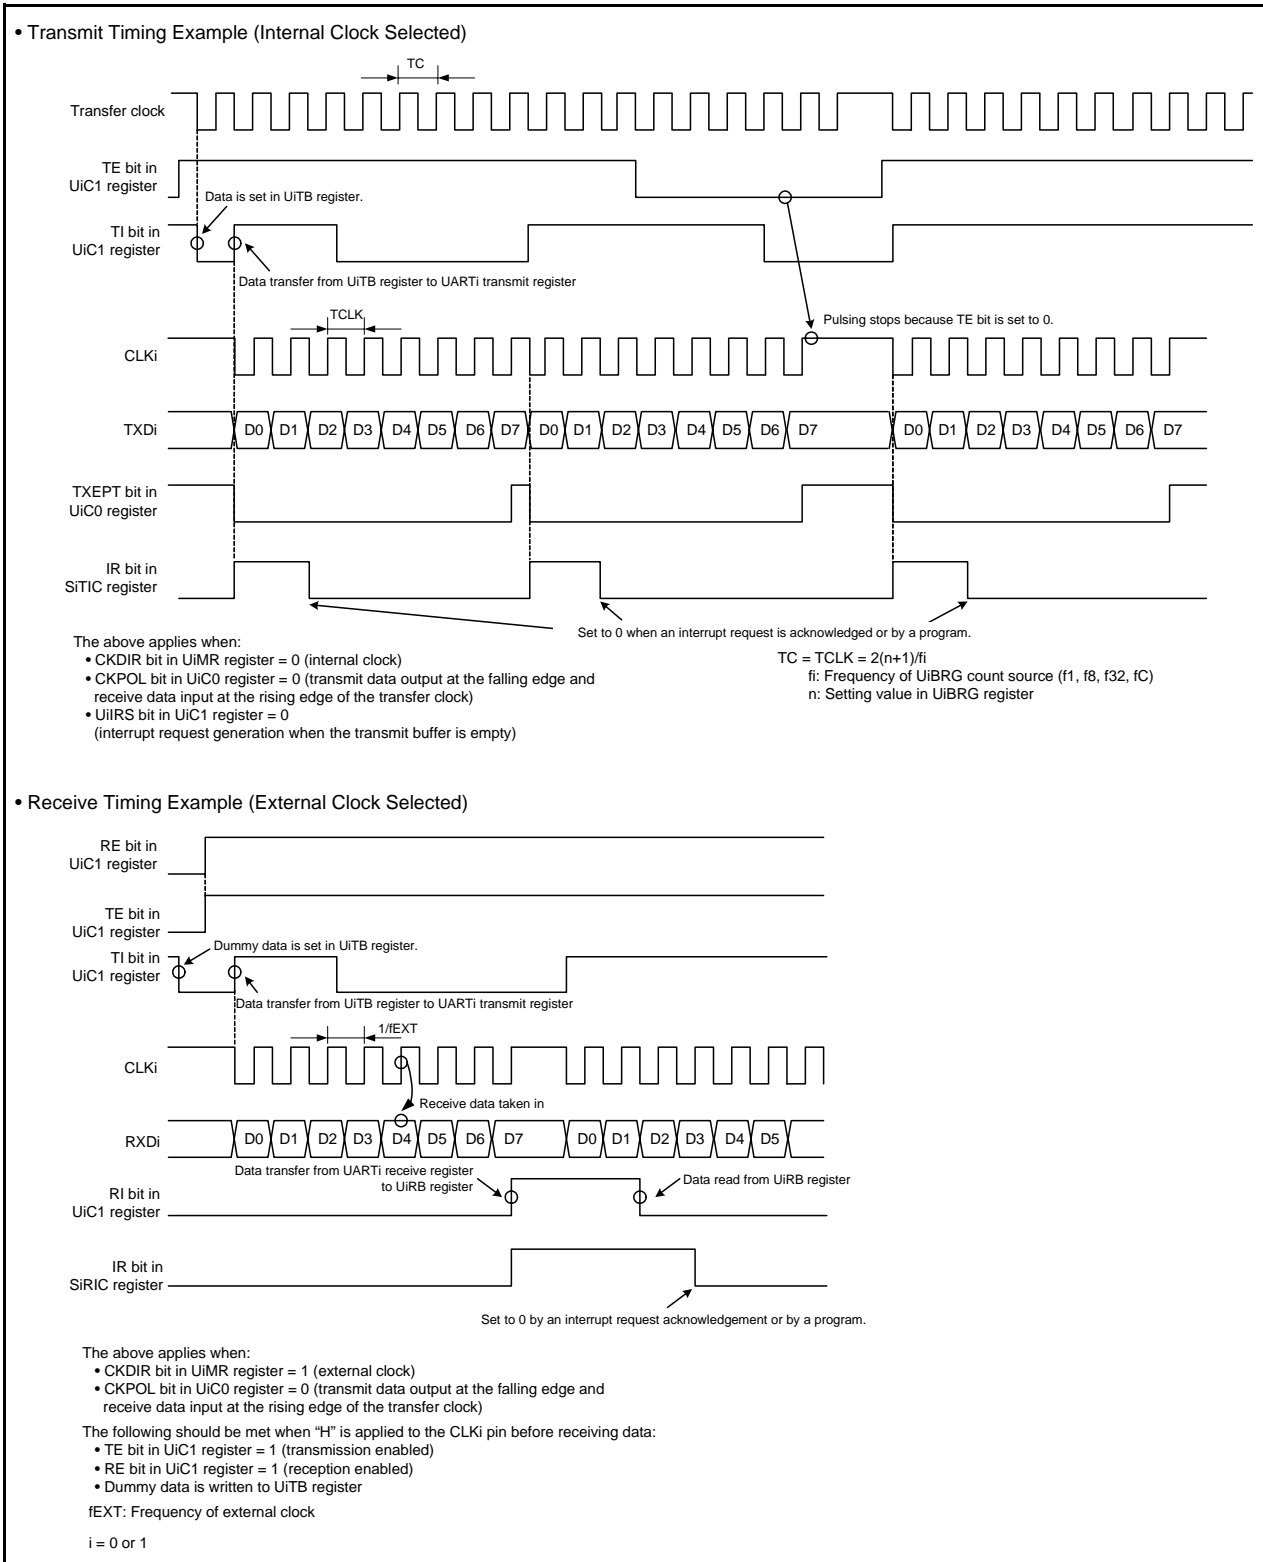 • Transmit Timing Example (Internal Clock Selected)
TC
Transfer clock
TE bit in
UiC1 register
Data is set in UiTB register.
TI bit in
UiC1 register
Data transfer from UiTB register to UARTi transmit register
TCLK
Pulsing stops because TE bit is set to 0.
CLKi
TXDi D0 D1 D2 D3 D4 D5 D6 D7 D0 D1 D2 D3 D4 D5 D6 D7 D0 D1 D2 D3 D4 D5 D6 D7
TXEPT bit in
UiC0 register
IR bit in
SiTIC register
Set to 0 when an interrupt request is acknowledged or by a program.
The above applies when:
• CKDIR bit in UiMR register = 0 (internal clock)
• CKPOL bit in UiC0 register = 0 (transmit data output at the falling edge and
receive data input at the rising edge of the transfer clock)
• UiIRS bit in UiC1 register = 0
(interrupt request generation when the transmit buffer is empty)
TC = TCLK = 2(n+1)/fi
fi: Frequency of UiBRG count source (f1, f8, f32, fC)
n: Setting value in UiBRG register
• Receive Timing Example (External Clock Selected)
RE bit in
UiC1 register
TE bit in
UiC1 register
Dummy data is set in UiTB register.
TI bit in
UiC1 register
Data transfer from UiTB register to UARTi transmit register
1/fEXT
CLKi
Receive data taken in
RXDi D0 D1 D2 D3 D4 D5 D6 D7 D0 D1 D2 D3 D4 D5
Data transfer from UARTi receive register
to UiRB register
Data read from UiRB register
RI bit in
UiC1 register
IR bit in
SiRIC register
Set to 0 by an interrupt request acknowledgement or by a program.
The above applies when:
• CKDIR bit in UiMR register = 1 (external clock)
• CKPOL bit in UiC0 register = 0 (transmit data output at the falling edge and
receive data input at the rising edge of the transfer clock)
The following should be met when “H” is applied to the CLKi pin before receiving data:
• TE bit in UiC1 register = 1 (transmission enabled)
• RE bit in UiC1 register = 1 (reception enabled)
• Dummy data is written to UiTB register
fEXT: Frequency of external clock
i = 0 or 1